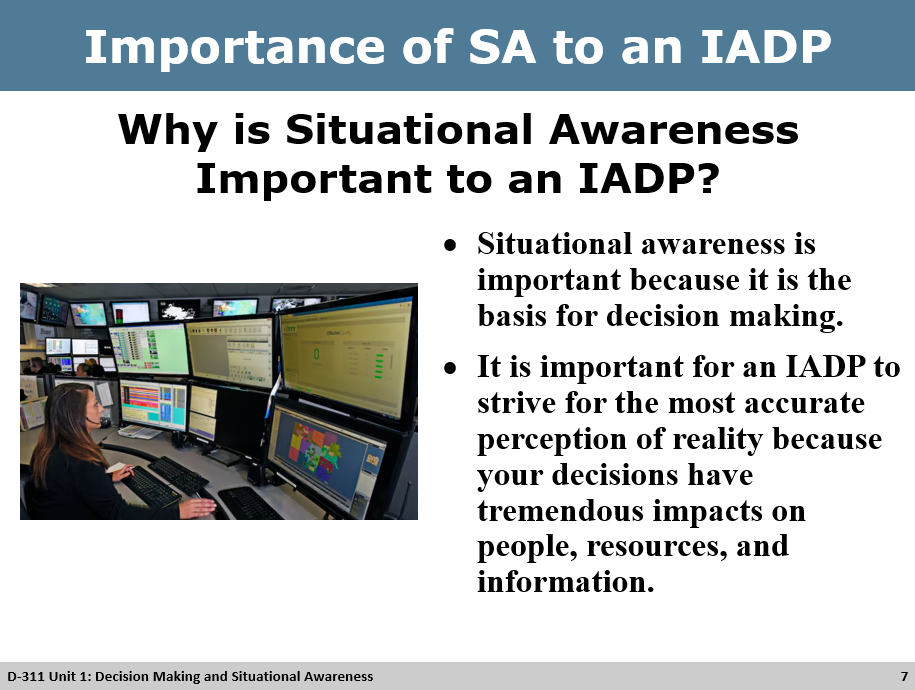 Importance of SA to an IADP
Why is Situational Awareness
Important to an IADP?
• Situational awareness is
important because it is the
basis for decision making.
• It is important for an IADP to
strive for the most accurate
perception of reality because
your decisions have
tremendous impacts on
people, resources, and
information.
D-311 Unit 1: Decision Making and Situational Awareness
7